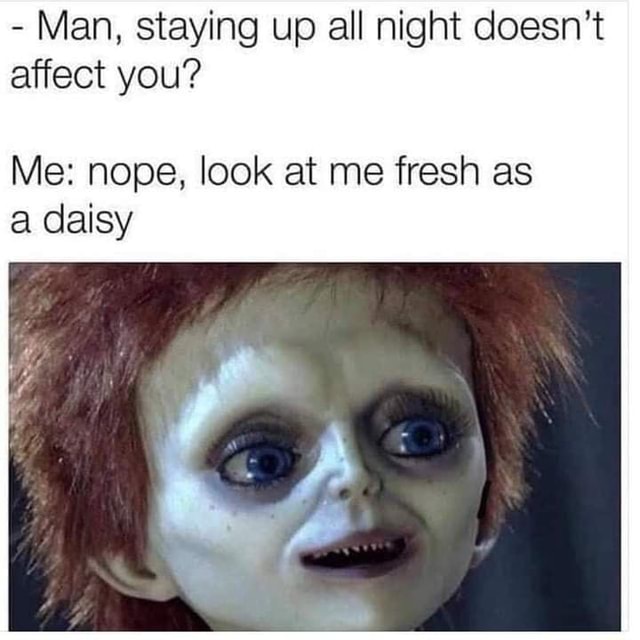 - Man, staying up all night doesn’t
affect you?
Me: nope, look at me fresh as
a daisy